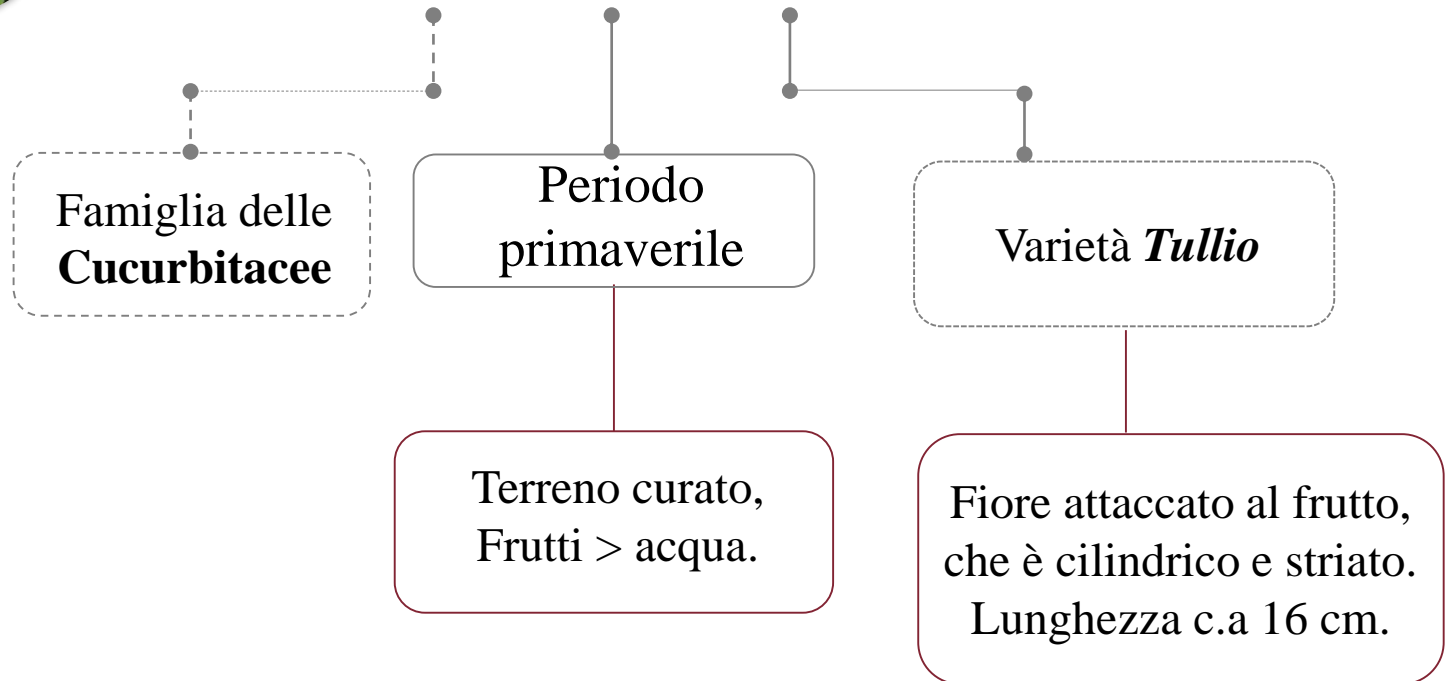 Famiglia delle
Cucurbitacee
Periodo
primaverile
Varietà Tullio
Terreno curato,
Frutti > acqua.
Fiore attaccato al frutto,
che è cilindrico e striato.
Lunghezza c.a 16 cm.